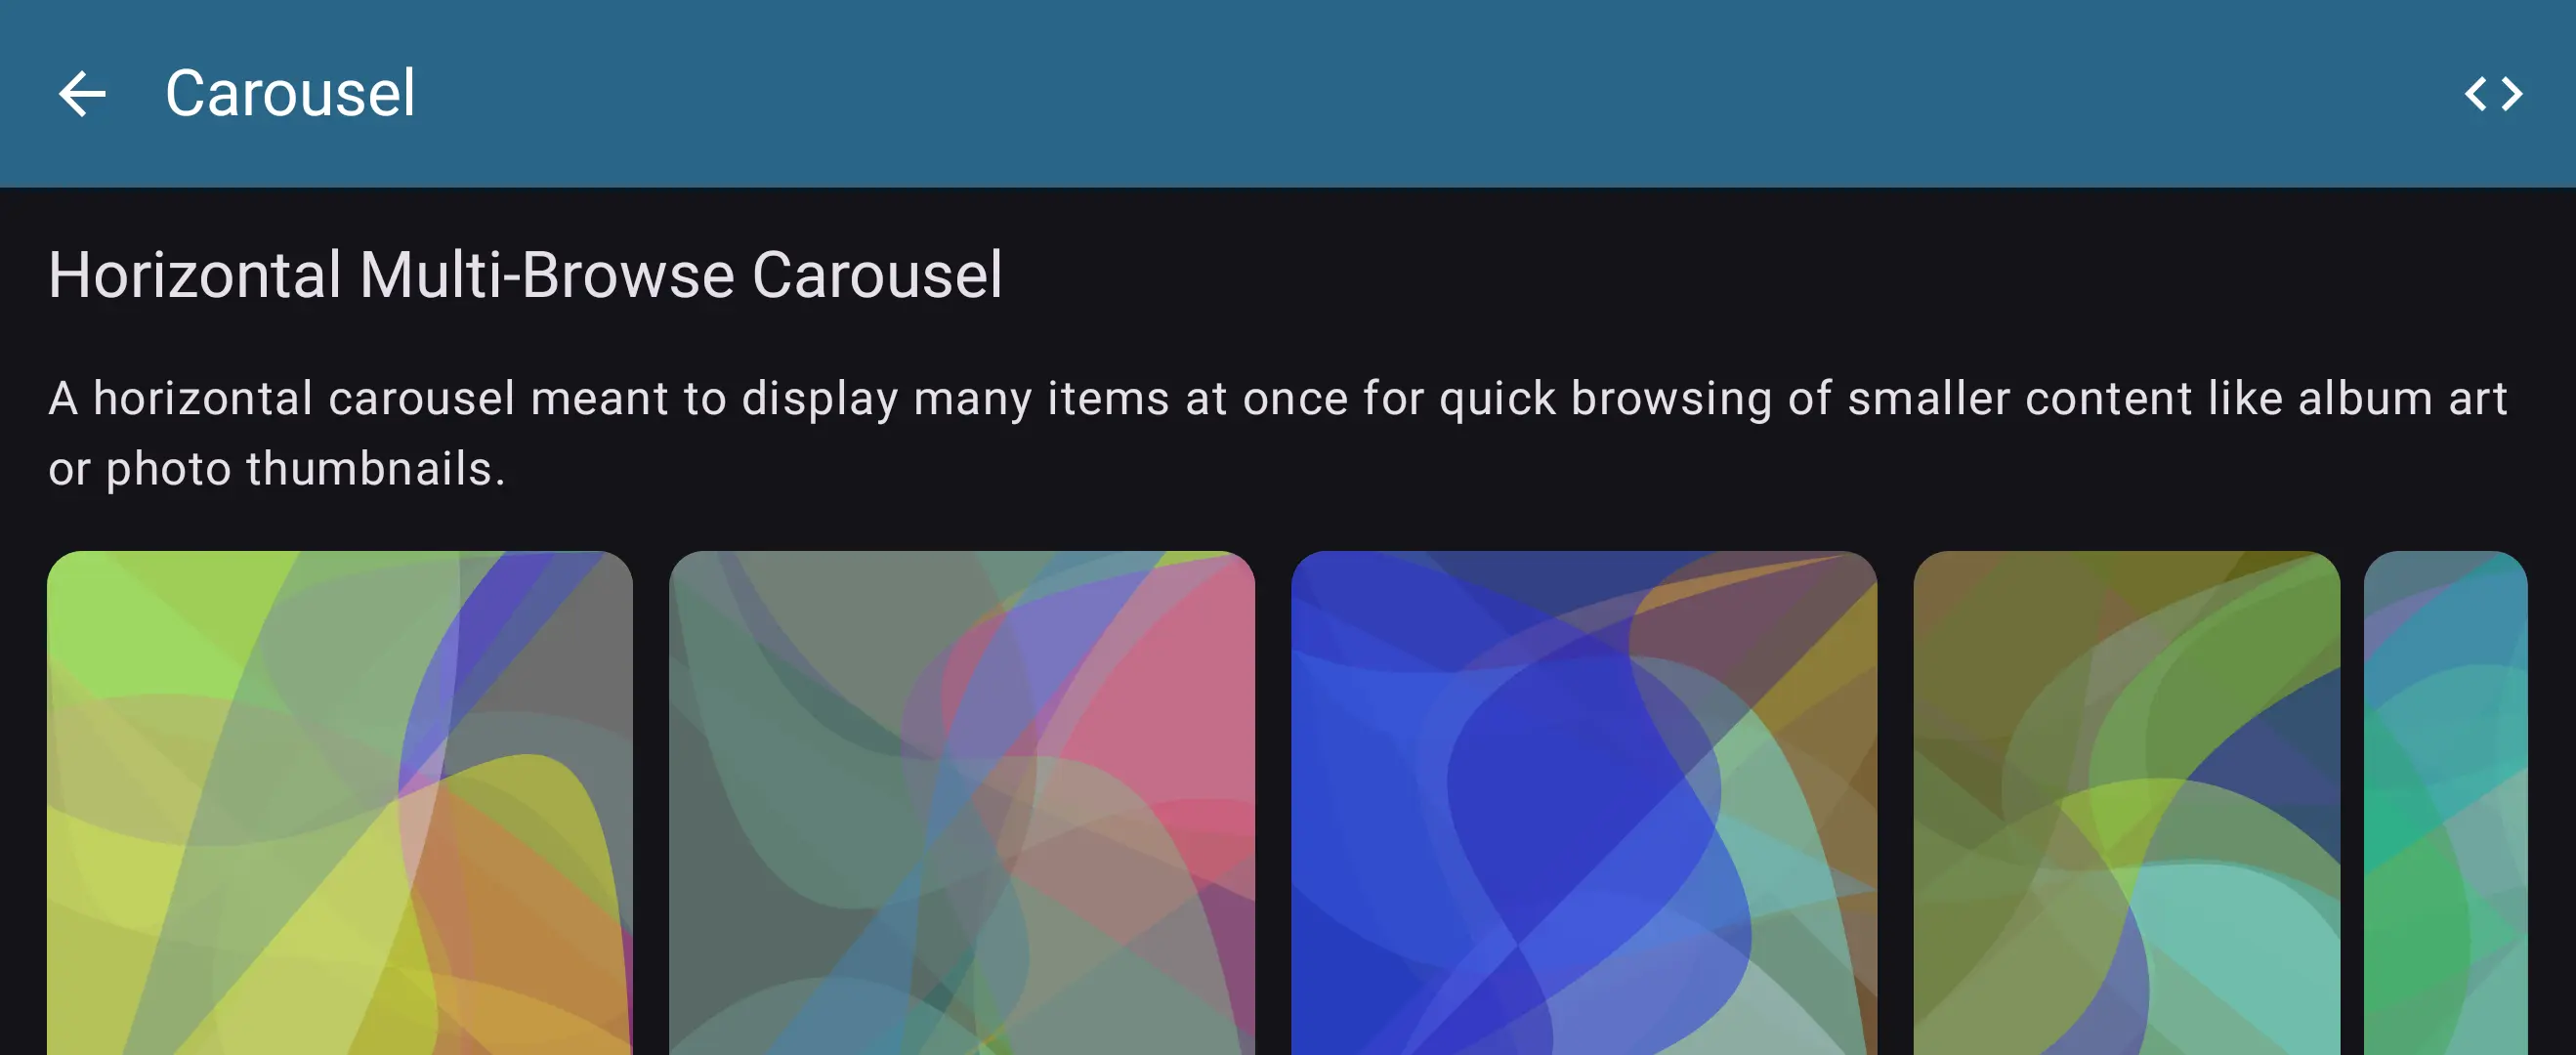 Carousel
Horizontal Multi-Browse Carousel
A horizontal carousel meant to display many items at once for quick browsing of smaller content like album art
or photo thumbnails.